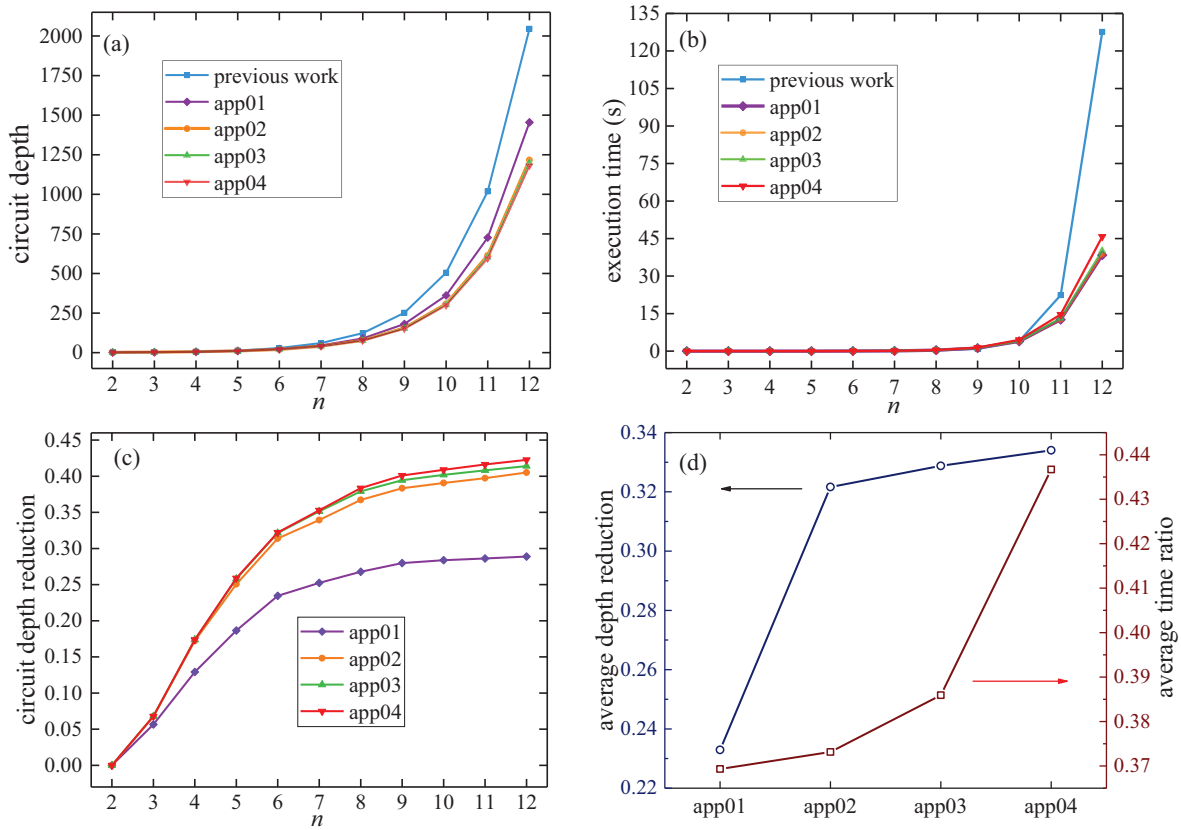 (a)
circuit depth
2000
1750
1500
1250
1000
750
500
250
0
previous work
app01
app02
app03
app04
2 3 4 5 6 7 8 9 10 11 12
n
(b)
execution time (s)
135
120
105
90
75
60
45
30
15
0
previous work
app01
app02
app03
app04
2 3 4 5 6 7 8 9 10 11 12
n
(c)
circuit depth reduction
0.45
0.40
0.35
0.30
0.25
0.20
0.15
0.10
0.05
0.00
app01
app02
app03
app04
2 3 4 5 6 7 8 9 10 11 12
n
(d)
average depth reduction
0.34
0.32
0.30
0.28
0.26
0.24
0.22
app01 app02 app03 app04
0.44
0.43
0.42
0.41
0.40
0.39
0.38
0.37
average time ratio